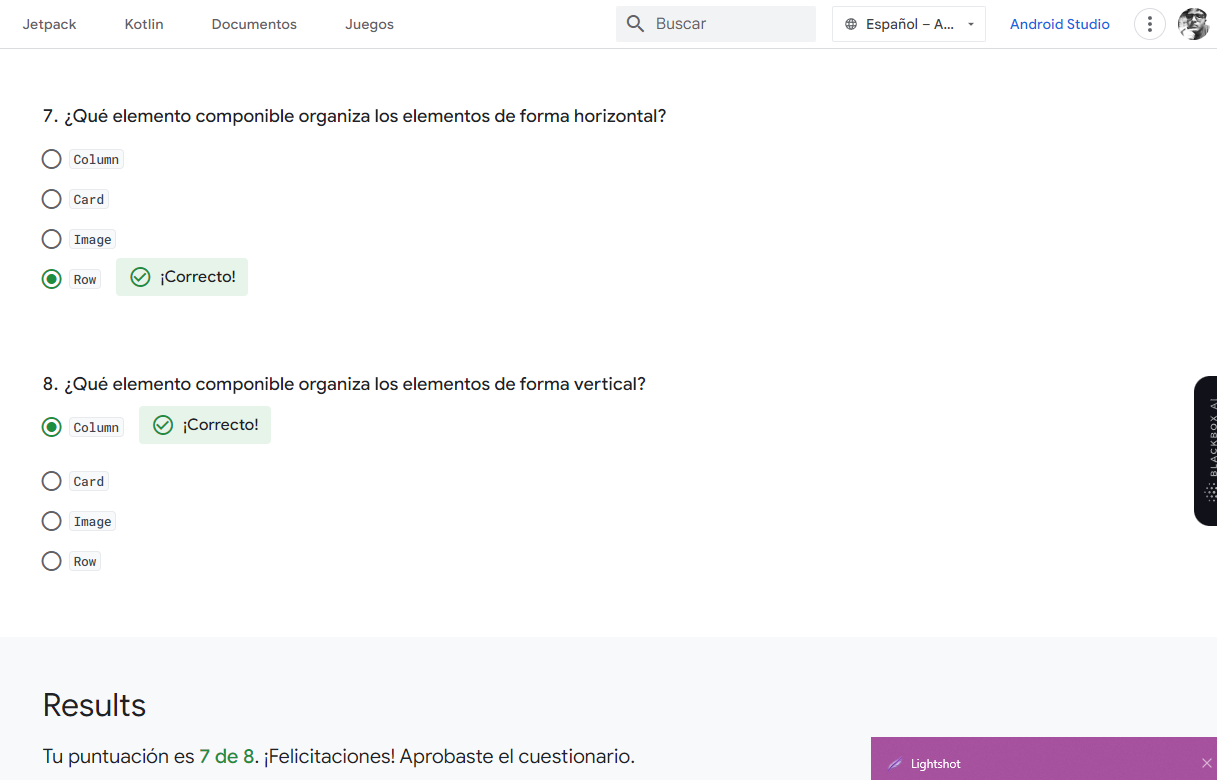 Jetpack Kotlin Documentos Juegos Buscar Español – A... Android Studio
7. ¿Qué elemento componible organiza los elementos de forma horizontal?
Column
Card
Image
Row ¡Correcto!
8. ¿Qué elemento componible organiza los elementos de forma vertical?
Column ¡Correcto!
Card
Image
Row
BLACKBOX AI
Results
Tu puntuación es 7 de 8. ¡Felicitaciones! Aprobaste el cuestionario.
Lightshot